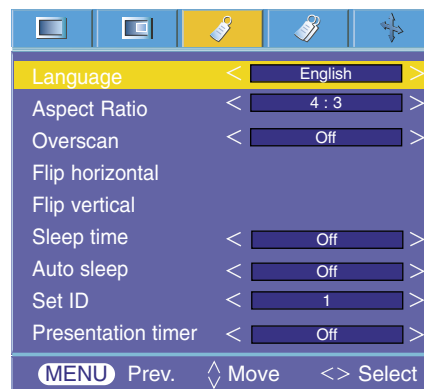 Language < English >
Aspect Ratio < 4 : 3 >
Overscan < Off >
Flip horizontal
Flip vertical
Sleep time < Off >
Auto sleep < Off >
Set ID < 1 >
Presentation timer < Off >
MENU Prev. Move <> Select